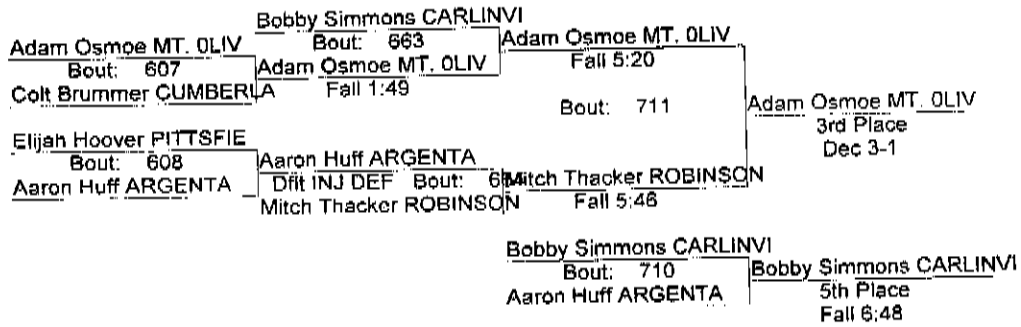 Bobby Simmons CARLINVI
Adam Osmoe MT. OLIV
Bout: 663
Adam Osmoe MT. OLIV
Bout: 607
Adam Osmoe MT. OLIV
Fall 5:20
Colt Brummer CUMBERLA
Fall 1:49
Bout: 711
Adam Osmoe MT. OLIV
3rd Place
Dec 3-1
Elijah Hoover PITTSFIE
Bout: 608
Aaron Huff ARGENTA
Aaron Huff ARGENTA
Dflt INJ DEF Bout: 664
Mitch Thacker ROBINSON
Mitch Thacker ROBINSON
Fall 5:46
Bobby Simmons CARLINVI
Bout: 710
Bobby Simmons CARLINVI
Aaron Huff ARGENTA
5th Place
Fall 6:48